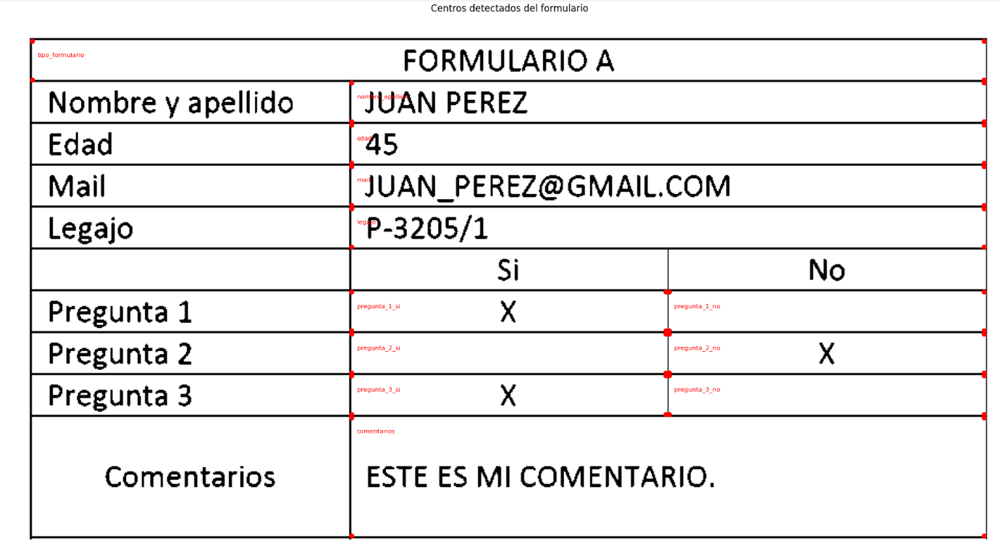 Centros detectados del formulario
tipo_formulario
FORMULARIO A
Nombre y apellido nombre_apellido JUAN PEREZ
Edad edad 45
Mail mail JUAN_PEREZ@GMAIL.COM
Legajo legajo P-3205/1
Si No
Pregunta 1 pregunta_1_si X pregunta_1_no
Pregunta 2 pregunta_2_si pregunta_2_no X
Pregunta 3 pregunta_3_si X pregunta_3_no
comentarios
Comentarios ESTE ES MI COMENTARIO.